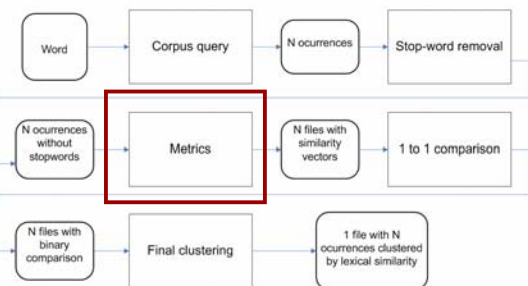 Word
Corpus query
N ocurrences
Stop-word removal
N ocurrences
without
stopwords
Metrics
N files with
similarity
vectors
1 to 1 comparison
N files with
binary
comparison
Final clustering
1 file with N
ocurrences clustered
by lexical similarity